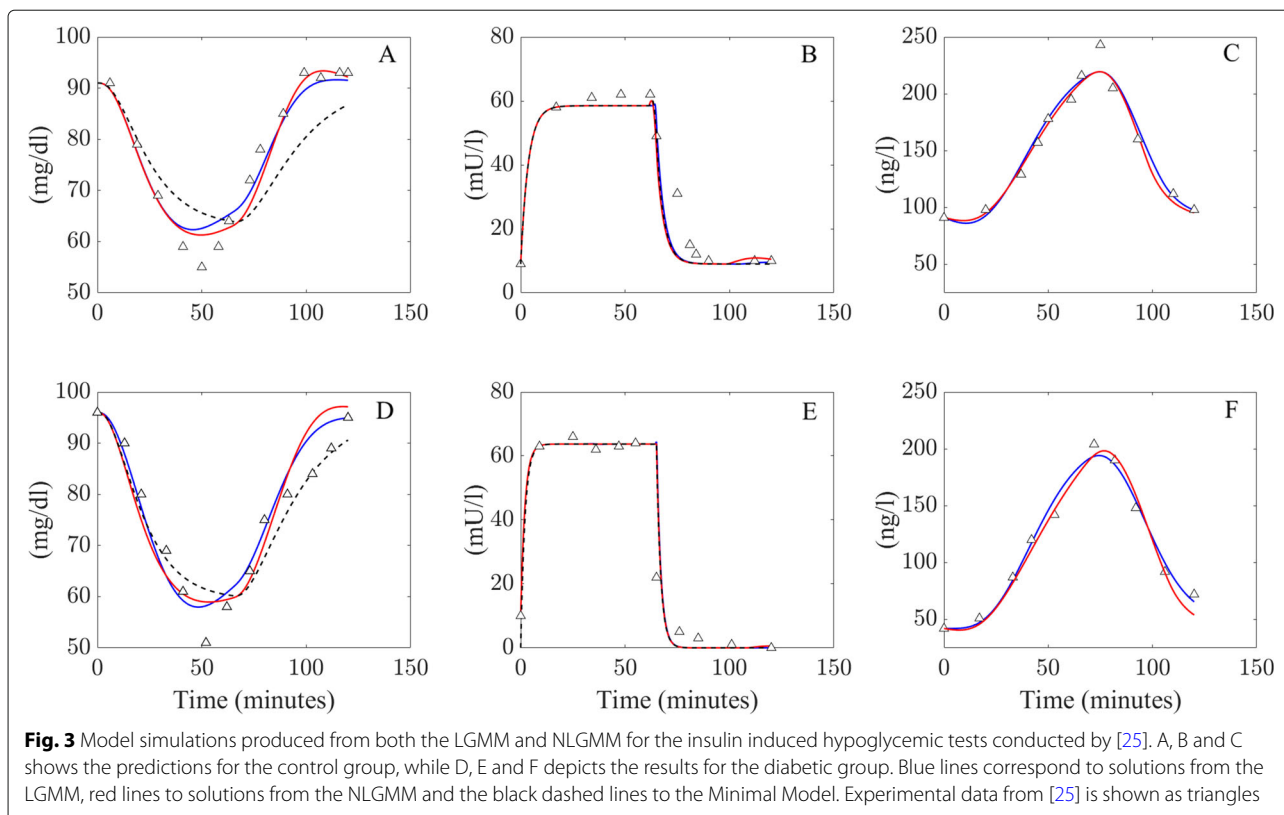 100
90
80
70
60
50
(mg/dl)
A
0 50 100 150
80
60
40
20
0
(mU/l)
B
0 50 100 150
250
200
150
100
50
(ng/l)
C
0 50 100 150
100
90
80
70
60
50
(mg/dl)
D
0 50 100 150
Time (minutes)
80
60
40
20
0
(mU/l)
E
0 50 100 150
Time (minutes)
250
200
150
100
50
(ng/l)
F
0 50 100 150
Time (minutes)
Fig. 3 Model simulations produced from both the LGMM and NLGMM for the insulin induced hypoglycemic tests conducted by [25]. A, B and C
shows the predictions for the control group, while D, E and F depicts the results for the diabetic group. Blue lines correspond to solutions from the
LGMM, red lines to solutions from the NLGMM and the black dashed lines to the Minimal Model. Experimental data from [25] is shown as triangles